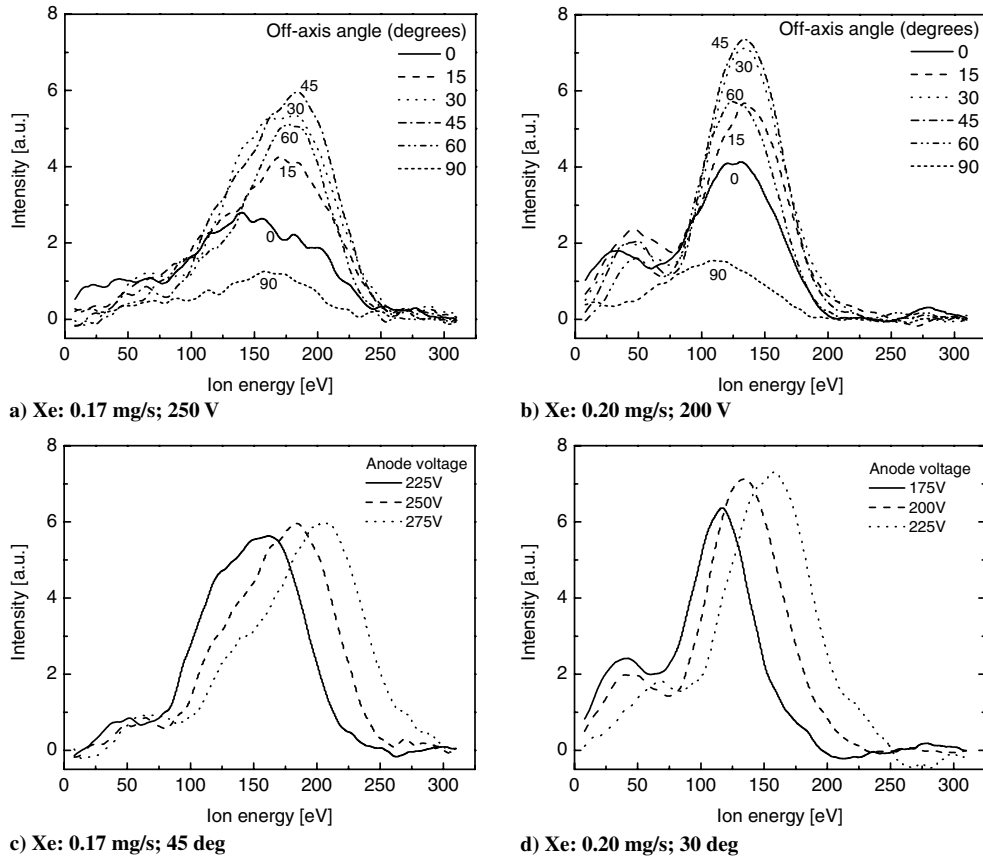 Off-axis angle (degrees)
0
15
30
45
60
90
45
30
60
15
0
90
8
6
4
2
0
Intensity [a.u.]
0 50 100 150 200 250 300
Ion energy [eV]
a) Xe: 0.17 mg/s; 250 V
Off-axis angle (degrees)
0
15
30
45
60
90
45
30
60
15
0
90
8
6
4
2
0
Intensity [a.u.]
0 50 100 150 200 250 300
Ion energy [eV]
b) Xe: 0.20 mg/s; 200 V
Anode voltage
225V
250V
275V
8
6
4
2
0
Intensity [a.u.]
0 50 100 150 200 250 300
Ion energy [eV]
c) Xe: 0.17 mg/s; 45 deg
Anode voltage
175V
200V
225V
8
6
4
2
0
Intensity [a.u.]
0 50 100 150 200 250 300
Ion energy [eV]
d) Xe: 0.20 mg/s; 30 deg